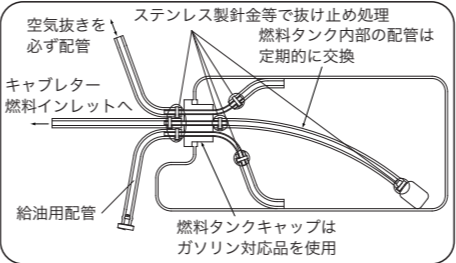 ステンレス製針金等で抜け止め処理
空気抜きを
必ず配管
燃料タンク内部の配管は
定期的に交換
キャブレター
燃料インレットへ
給油用配管
燃料タンクキャップは
ガソリン対応品を使用